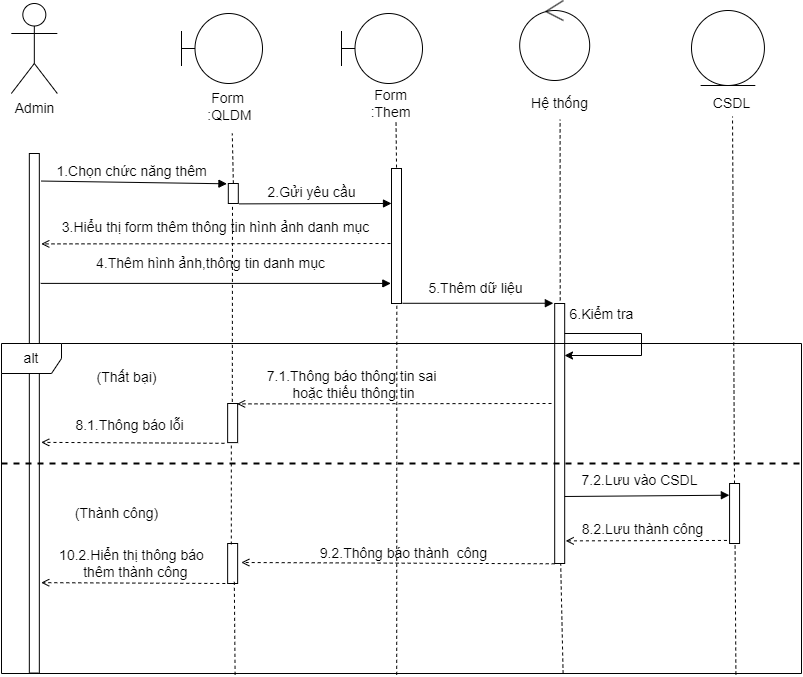 Admin
Form
:QLDM
Form
:Them
Hệ thống
CSDL
1.Chọn chức năng thêm
2.Gửi yêu cầu
3.Hiểu thị form thêm thông tin hình ảnh danh mục
4.Thêm hình ảnh,thông tin danh mục
5.Thêm dữ liệu
6.Kiểm tra
alt
(Thất bại)
7.1.Thông báo thông tin sai
hoặc thiếu thông tin
8.1.Thông báo lỗi
7.2.Lưu vào CSDL
(Thành công)
8.2.Lưu thành công
9.2.Thông báo thành công
10.2.Hiển thị thông báo
thêm thành công